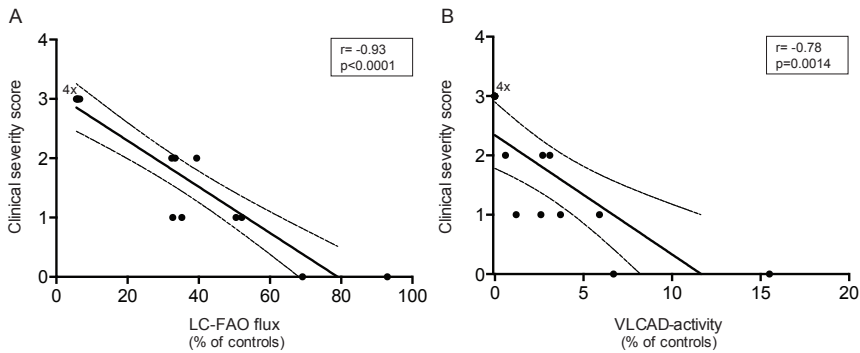 A
r= -0.93
p<0.0001
4x
Clinical severity score
4
3
2
1
0
0 20 40 60 80 100
LC-FAO flux
(% of controls)
B
r= -0.78
p=0.0014
4x
Clinical severity score
4
3
2
1
0
0 5 10 15 20
VLCAD-activity
(% of controls)